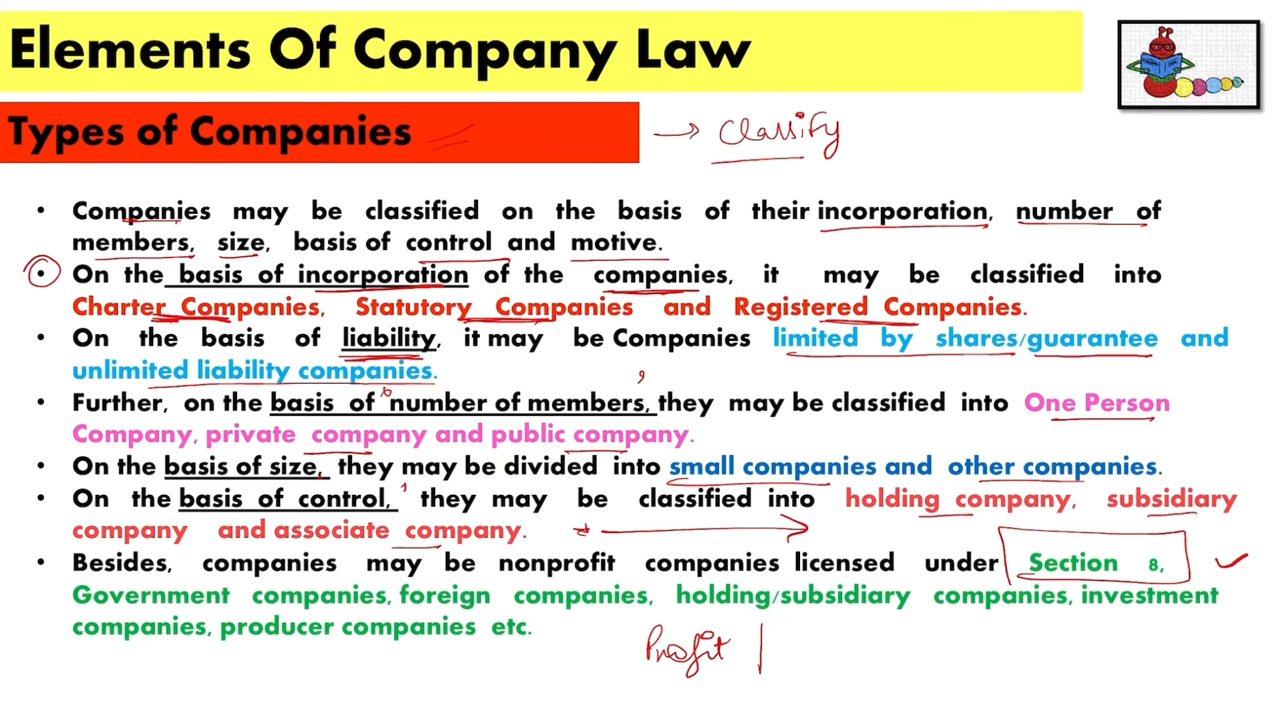 Elements Of Company Law
Types of Companies → Classify
• Companies may be classified on the basis of their incorporation, number of
members, size, basis of control and motive.
• On the basis of incorporation of the companies, it may be classified into
Charter Companies, Statutory Companies and Registered Companies.
• On the basis of liability, it may be Companies limited by shares/guarantee and
unlimited liability companies.
• Further, on the basis of number of members, they may be classified into One Person
Company, private company and public company.
• On the basis of size, they may be divided into small companies and other companies.
• On the basis of control, they may be classified into holding company, subsidiary
company and associate company.
• Besides, companies may be nonprofit companies licensed under Section 8,
Government companies, foreign companies, holding/subsidiary companies, investment
companies, producer companies etc.
Profit